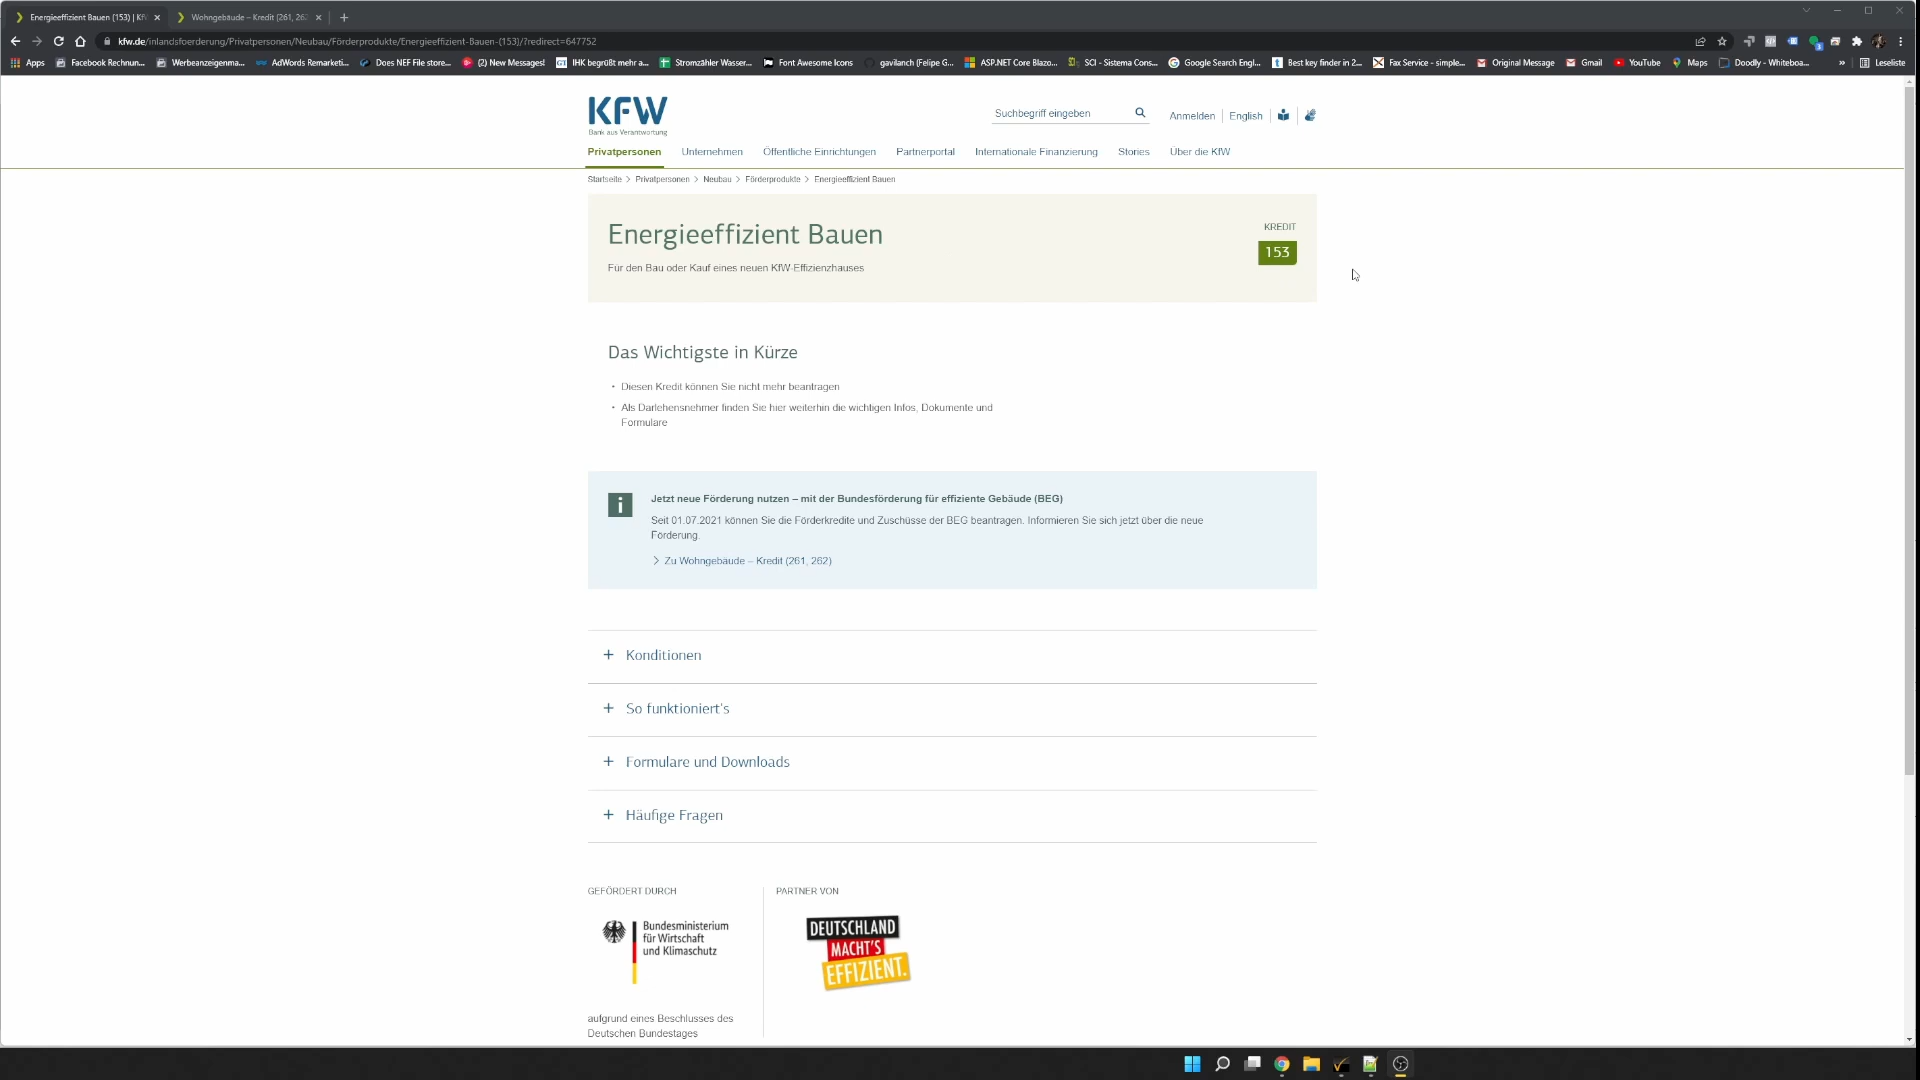 Energieeffizient Bauen (153) | Kf
Wohngebäude – Kredit (261, 262
kfw.de/inlandsfoerderung/Privatpersonen/Neubau/Förderprodukte/Energieeffizient-Bauen-(153)/?redirect=647752
Apps
Facebook Rechnun...
Werbeanzeigenma...
AdWords Remarketi...
Does NEF File store...
(2) New Messages!
IHK begrüßt mehr a...
Stromzähler Wasser...
Font Awesome Icons
gavilanch (Felipe G...
ASP.NET Core Blazo...
SCI - Sistema Cons...
Google Search Engl...
Best key finder in 2...
Fax Service - simple...
Original Message
Gmail
YouTube
Maps
Doodly - Whiteboa...
»
Leseliste
KFW
Bank aus Verantwortung
Suchbegriff eingeben
Anmelden
English
Privatpersonen
Unternehmen
Öffentliche Einrichtungen
Partnerportal
Internationale Finanzierung
Stories
Über die KfW
Startseite > Privatpersonen > Neubau > Förderprodukte > Energieeffizient Bauen
Energieeffizient Bauen
KREDIT
153
Für den Bau oder Kauf eines neuen KfW-Effizienzhauses
Das Wichtigste in Kürze
• Diesen Kredit können Sie nicht mehr beantragen
• Als Darlehensnehmer finden Sie hier weiterhin die wichtigen Infos, Dokumente und
Formulare
i
Jetzt neue Förderung nutzen – mit der Bundesförderung für effiziente Gebäude (BEG)
Seit 01.07.2021 können Sie die Förderkredite und Zuschüsse der BEG beantragen. Informieren Sie sich jetzt über die neue
Förderung.
> Zu Wohngebäude – Kredit (261, 262)
+ Konditionen
+ So funktioniert's
+ Formulare und Downloads
+ Häufige Fragen
GEFÖRDERT DURCH
Bundesministerium
für Wirtschaft
und Klimaschutz
aufgrund eines Beschlusses des
Deutschen Bundestages
PARTNER VON
DEUTSCHLAND
MACHT'S
EFFIZIENT.